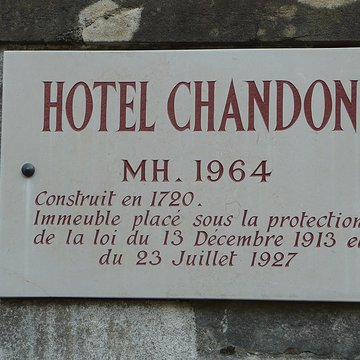 HOTEL CHANDON
MH. 1964
Construit en 1720.
Immeuble placé sous la protection
de la loi du 13 Décembre 1913 et
du 23 Juillet 1927